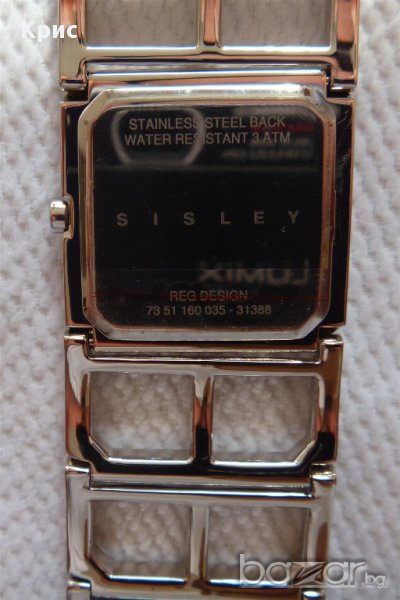 Крис
STAINLESS STEEL BACK
WATER RESISTANT 3 ATM
SISLEY
LUMIX
REG DESIGN
73 51 160 035 - 31388
bazar.bg